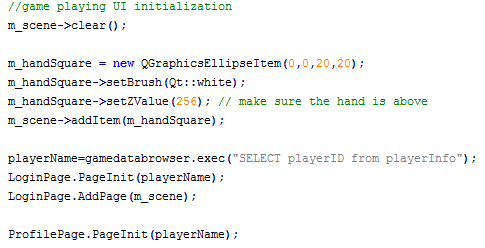 //game playing UI initialization
m_scene->clear();
m_handSquare = new QGraphicsEllipseItem(0,0,20,20);
m_handSquare->setBrush(Qt::white);
m_handSquare->setZValue(256); // make sure the hand is above
m_scene->addItem(m_handSquare);
playerName=gamedatabrowser.exec("SELECT playerID from playerInfo");
LoginPage.PageInit(playerName);
LoginPage.AddPage(m_scene);
ProfilePage.PageInit(playerName);